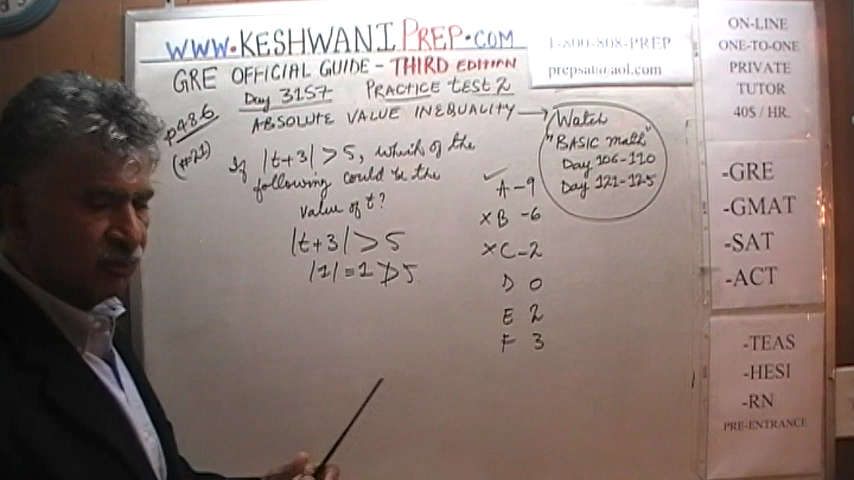 WWW.KESHWANIPREP.COM
1-800-808-PREP
prepsat@aol.com
GRE OFFICIAL GUIDE - THIRD EDITION
Day 3157 PRACTICE TEST 2
p486
(#21)
ABSOLUTE VALUE INEQUALITY
Watch
"BASIC math"
Day 106-110
Day 121-125
If |t+3| > 5, which of the
following could be the
value of t?
|t+3| > 5
|1| = 1 ≯ 5
✓ A -9
X B -6
X C -2
D 0
E 2
F 3
ON-LINE
ONE-TO-ONE
PRIVATE
TUTOR
40$ / HR.
-GRE
-GMAT
-SAT
-ACT
-TEAS
-HESI
-RN
PRE-ENTRANCE